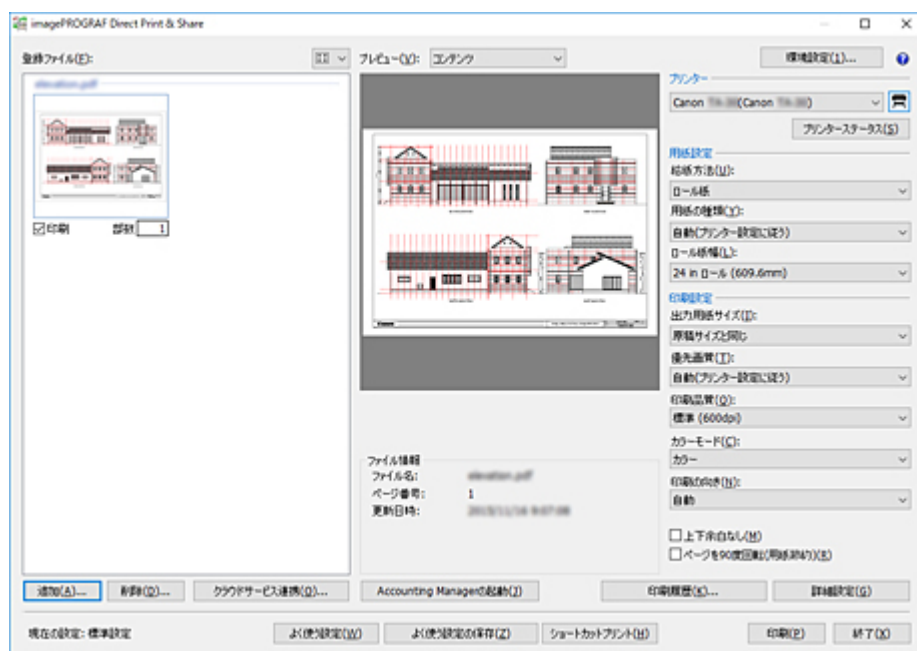 imagePROGRAF Direct Print & Share
登録ファイル(F):
プレビュー(V): コンテンツ
環境設定(1)...
プリンター
elevation.pdf
Canon (Canon )
プリンターステータス(S)
用紙設定
給紙方法(U):
ロール紙
用紙の種類(Y):
自動(プリンター設定に従う)
ロール紙幅(L):
24 in ロール (609.6mm)
印刷 部数 1
印刷設定
出力用紙サイズ(I):
原稿サイズと同じ
優先画質(T):
自動(プリンター設定に従う)
印刷品質(Q):
標準 (600dpi)
カラーモード(C):
カラー
印刷の向き(N):
自動
ファイル情報
ファイル名: elevation.pdf
ページ番号: 1
更新日時:
上下余白なし(M)
ページを90度回転(用紙節約)(R)
追加(A)... 削除(D)... クラウドサービス連携(O)... Accounting Managerの起動(J) 印刷履歴(K)... 詳細設定(G)
現在の設定: 標準設定 よく使う設定(W) よく使う設定の保存(Z) ショートカットプリント(H) 印刷(P) 終了(X)